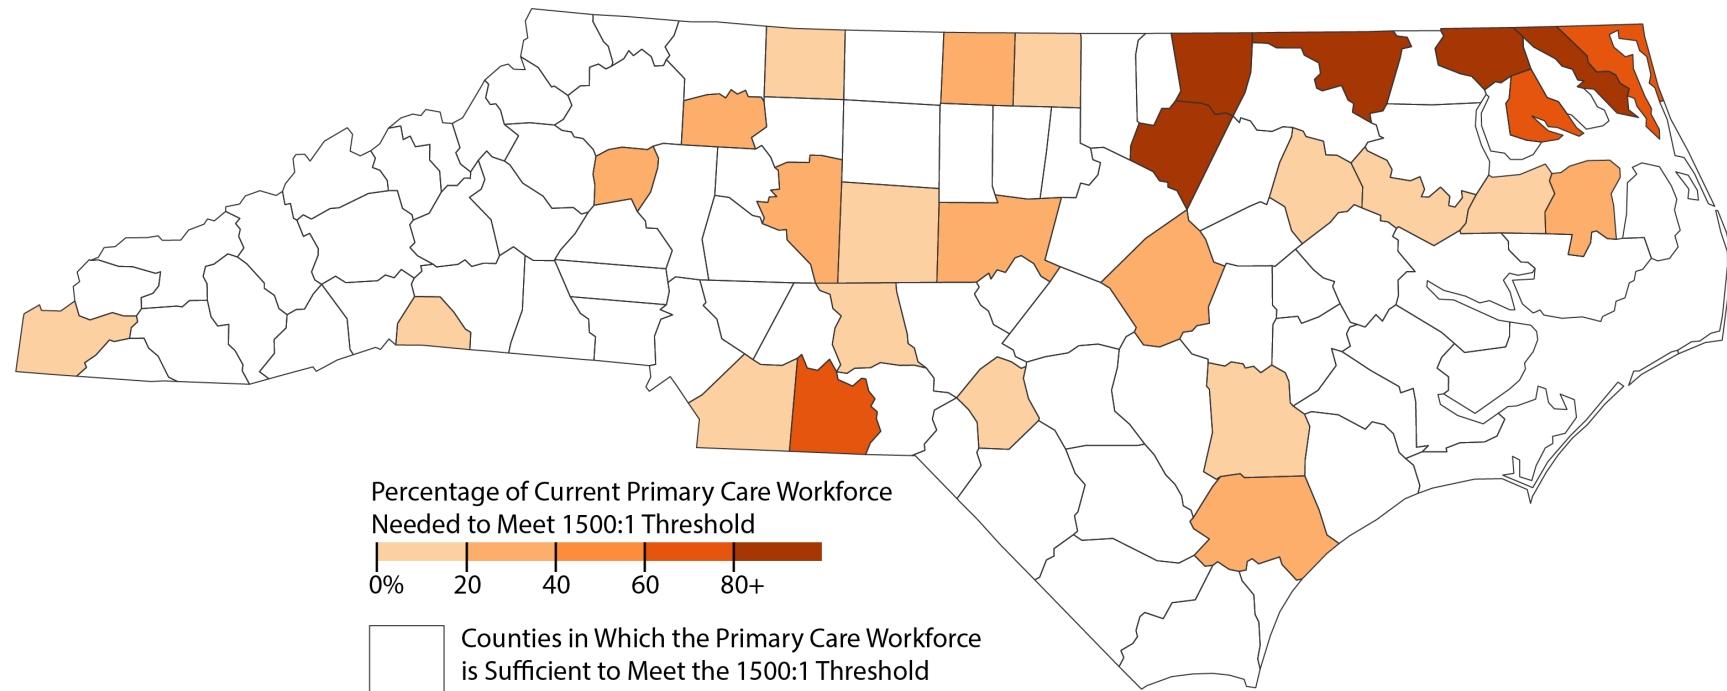 Percentage of Current Primary Care Workforce
Needed to Meet 1500:1 Threshold
0% 20 40 60 80+
Counties in Which the Primary Care Workforce
is Sufficient to Meet the 1500:1 Threshold